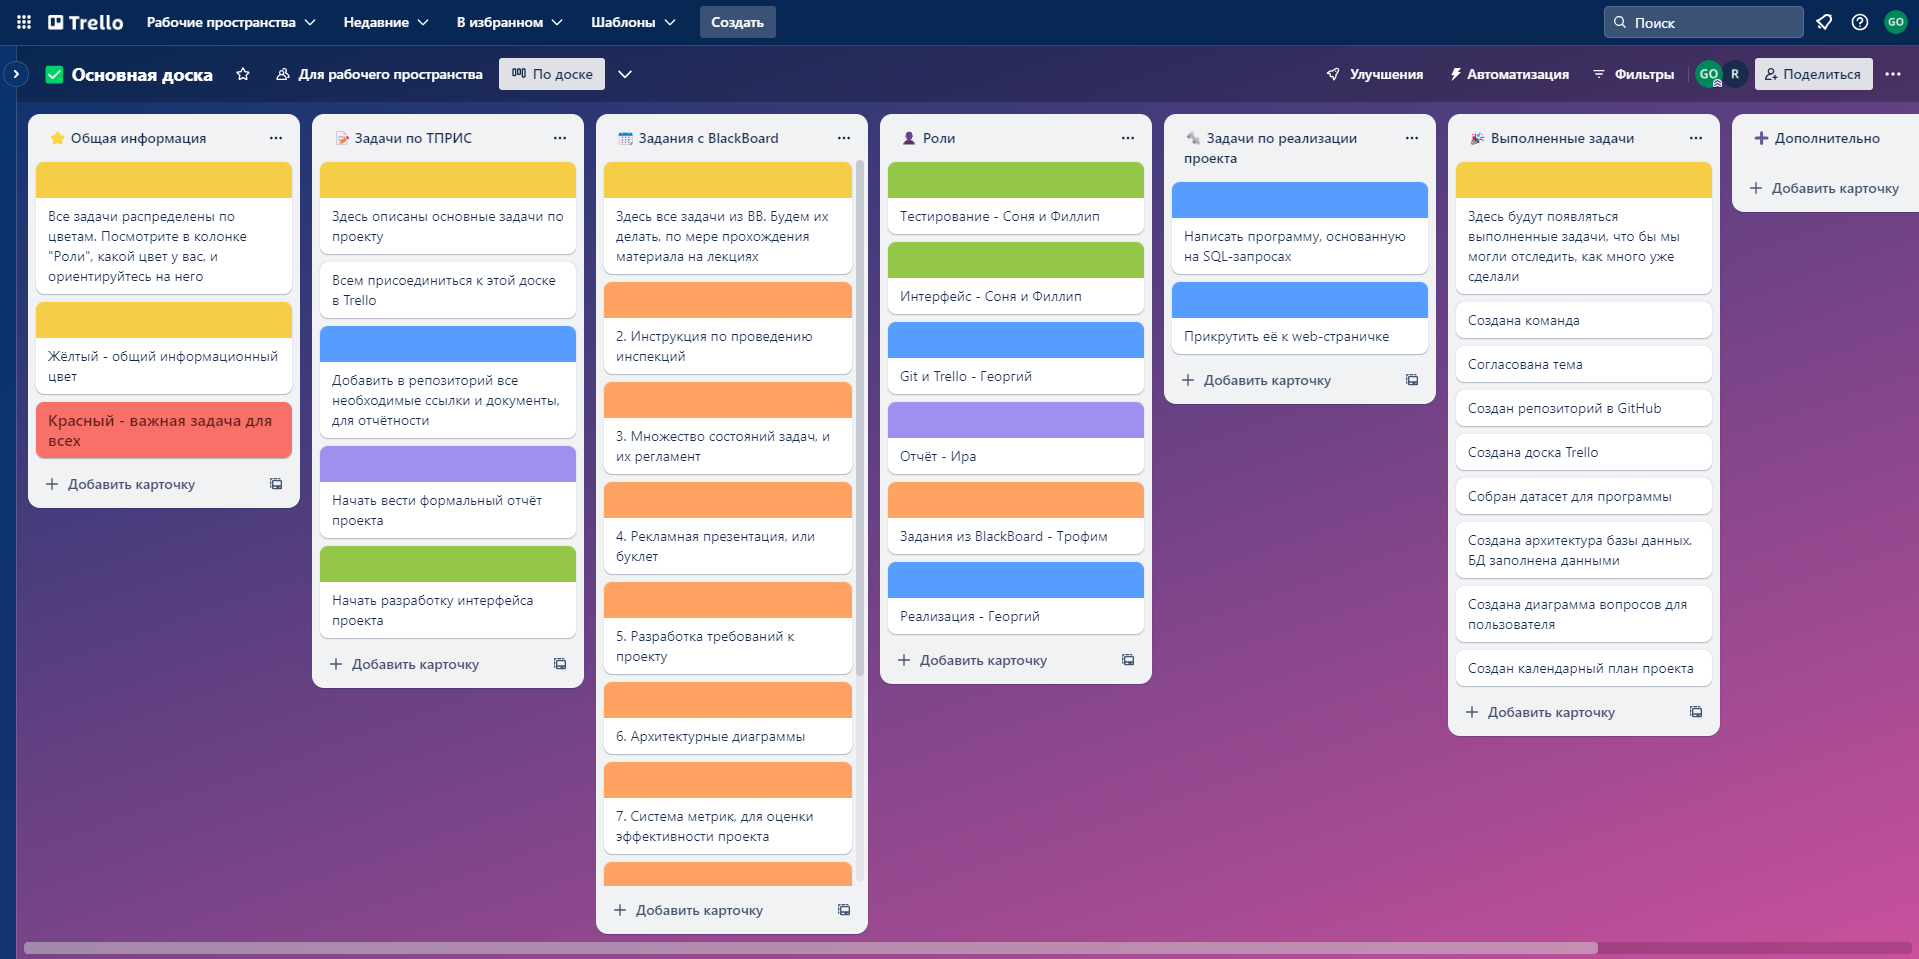 Trello
Рабочие пространства
Недавние
В избранном
Шаблоны
Создать
Поиск
GO
Основная доска
Для рабочего пространства
По доске
Улучшения
Автоматизация
Фильтры
GO
R
Поделиться
Общая информация
Все задачи распределены по
цветам. Посмотрите в колонке
"Роли", какой цвет у вас, и
ориентируйтесь на него
Жёлтый - общий информационный
цвет
Красный - важная задача для
всех
Добавить карточку
Задачи по ТПРИС
Здесь описаны основные задачи по
проекту
Всем присоединиться к этой доске
в Trello
Добавить в репозиторий все
необходимые ссылки и документы,
для отчётности
Начать вести формальный отчёт
проекта
Начать разработку интерфейса
проекта
Добавить карточку
Задания с BlackBoard
Здесь все задачи из BB. Будем их
делать, по мере прохождения
материала на лекциях
2. Инструкция по проведению
инспекций
3. Множество состояний задач, и
их регламент
4. Рекламная презентация, или
буклет
5. Разработка требований к
проекту
6. Архитектурные диаграммы
7. Система метрик, для оценки
эффективности проекта
Добавить карточку
Роли
Тестирование - Соня и Филлип
Интерфейс - Соня и Филлип
Git и Trello - Георгий
Отчёт - Ира
Задания из BlackBoard - Трофим
Реализация - Георгий
Добавить карточку
Задачи по реализации
проекта
Написать программу, основанную
на SQL-запросах
Прикрутить её к web-страничке
Добавить карточку
Выполненные задачи
Здесь будут появляться
выполненные задачи, что бы мы
могли отследить, как много уже
сделали
Создана команда
Согласована тема
Создан репозиторий в GitHub
Создана доска Trello
Собран датасет для программы
Создана архитектура базы данных.
БД заполнена данными
Создана диаграмма вопросов для
пользователя
Создан календарный план проекта
Добавить карточку
Дополнительно
Добавить карточку